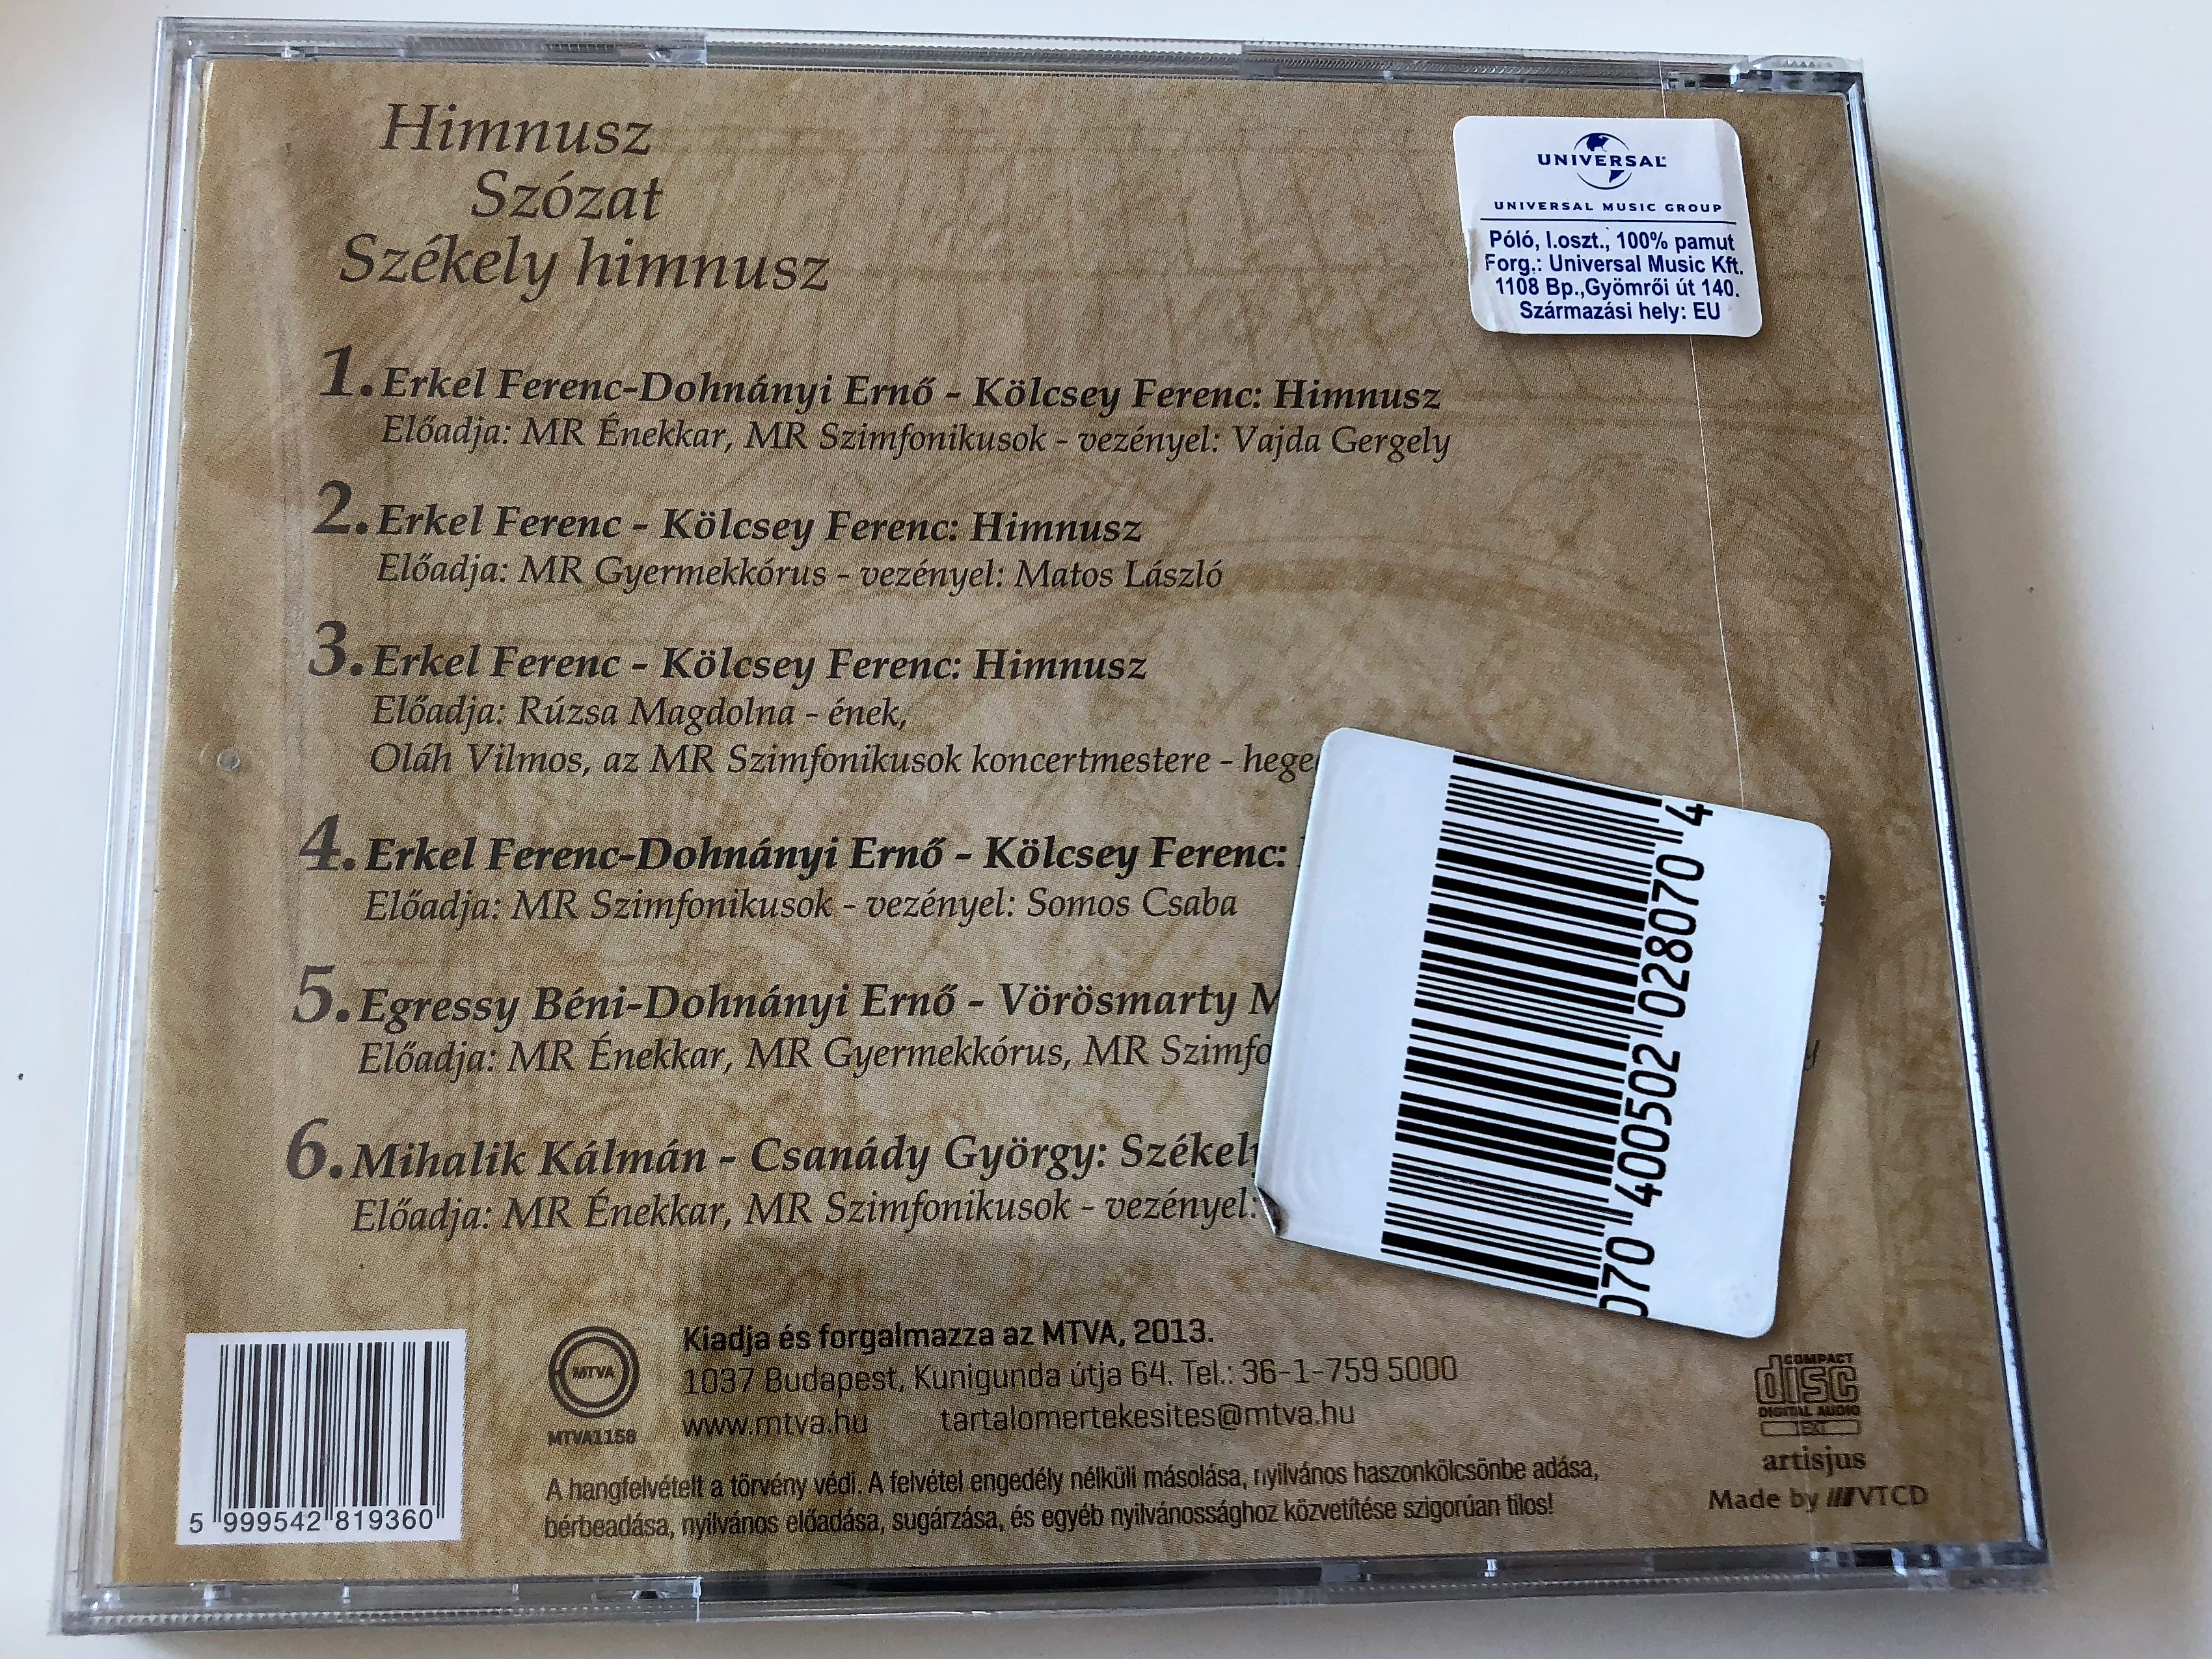 Himnusz
Szózat
Székely himnusz
UNIVERSAL
UNIVERSAL MUSIC GROUP
Póló, I.oszt., 100% pamut
Forg.: Universal Music Kft.
1108 Bp.,Gyömrői út 140.
Származási hely: EU
1. Erkel Ferenc-Dohnányi Ernő - Kölcsey Ferenc: Himnusz
Előadja: MR Énekkar, MR Szimfonikusok - vezényel: Vajda Gergely
2. Erkel Ferenc - Kölcsey Ferenc: Himnusz
Előadja: MR Gyermekkórus - vezényel: Matos László
3. Erkel Ferenc - Kölcsey Ferenc: Himnusz
Előadja: Rúzsa Magdolna - ének,
Oláh Vilmos, az MR Szimfonikusok koncertmestere -
4. Erkel Ferenc-Dohnányi Ernő - Kölcsey Ferenc:
Előadja: MR Szimfonikusok - vezényel: Somos Csaba
5. Egressy Béni-Dohnányi Ernő - Vörösmarty
Előadja: MR Énekkar, MR Gyermekkórus, MR
6. Mihalik Kálmán - Csanády György:
Előadja: MR Énekkar, MR Szimfonikusok - vezényel:
070 400502 028070 4
5 999542 819360
MTVA
MTVA1158
Kiadja és forgalmazza az MTVA, 2013.
1037 Budapest, Kunigunda útja 64. Tel.: 36-1-759 5000
www.mtva.hu tartalomertekesites@mtva.hu
A hangfelvételt a törvény védi. A felvétel engedély nélküli másolása, nyilvános haszonkölcsönbe adása,
bérbeadása, nyilvános előadása, sugárzása, és egyéb nyilvánossághoz közvetítése szigorúan tilos!
COMPACT
disc
DIGITAL AUDIO
TEXT
artisjus
Made by VTCD